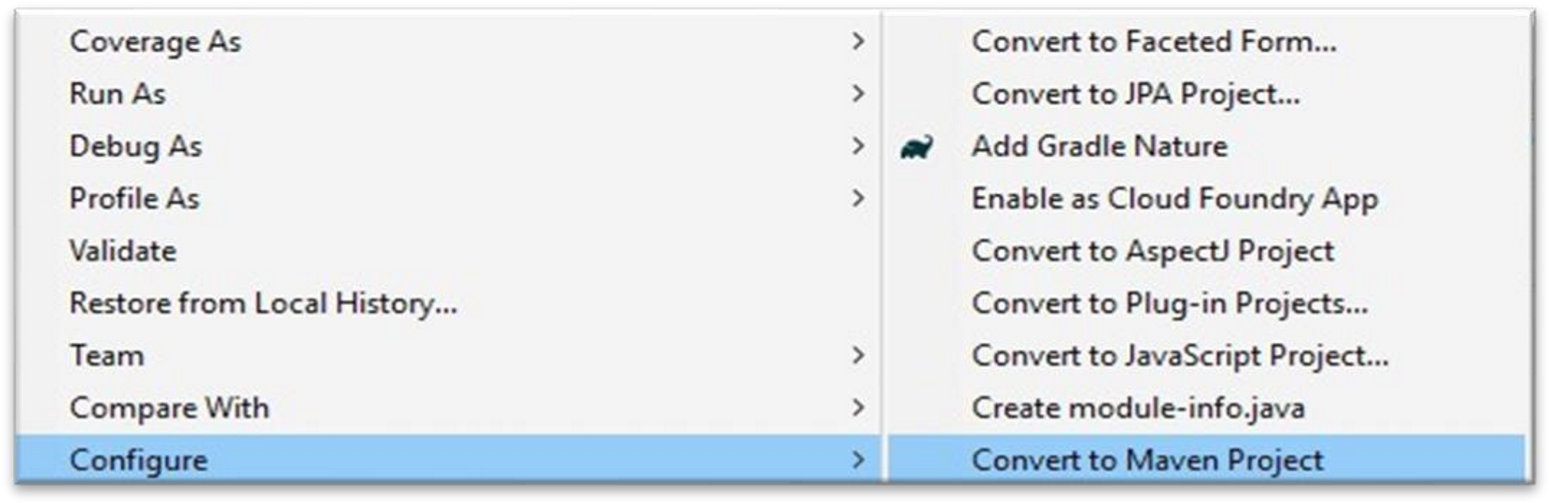 Coverage As
Run As
Debug As
Profile As
Validate
Restore from Local History...
Team
Compare With
Configure
Convert to Faceted Form...
Convert to JPA Project...
Add Gradle Nature
Enable as Cloud Foundry App
Convert to AspectJ Project
Convert to Plug-in Projects...
Convert to JavaScript Project...
Create module-info.java
Convert to Maven Project